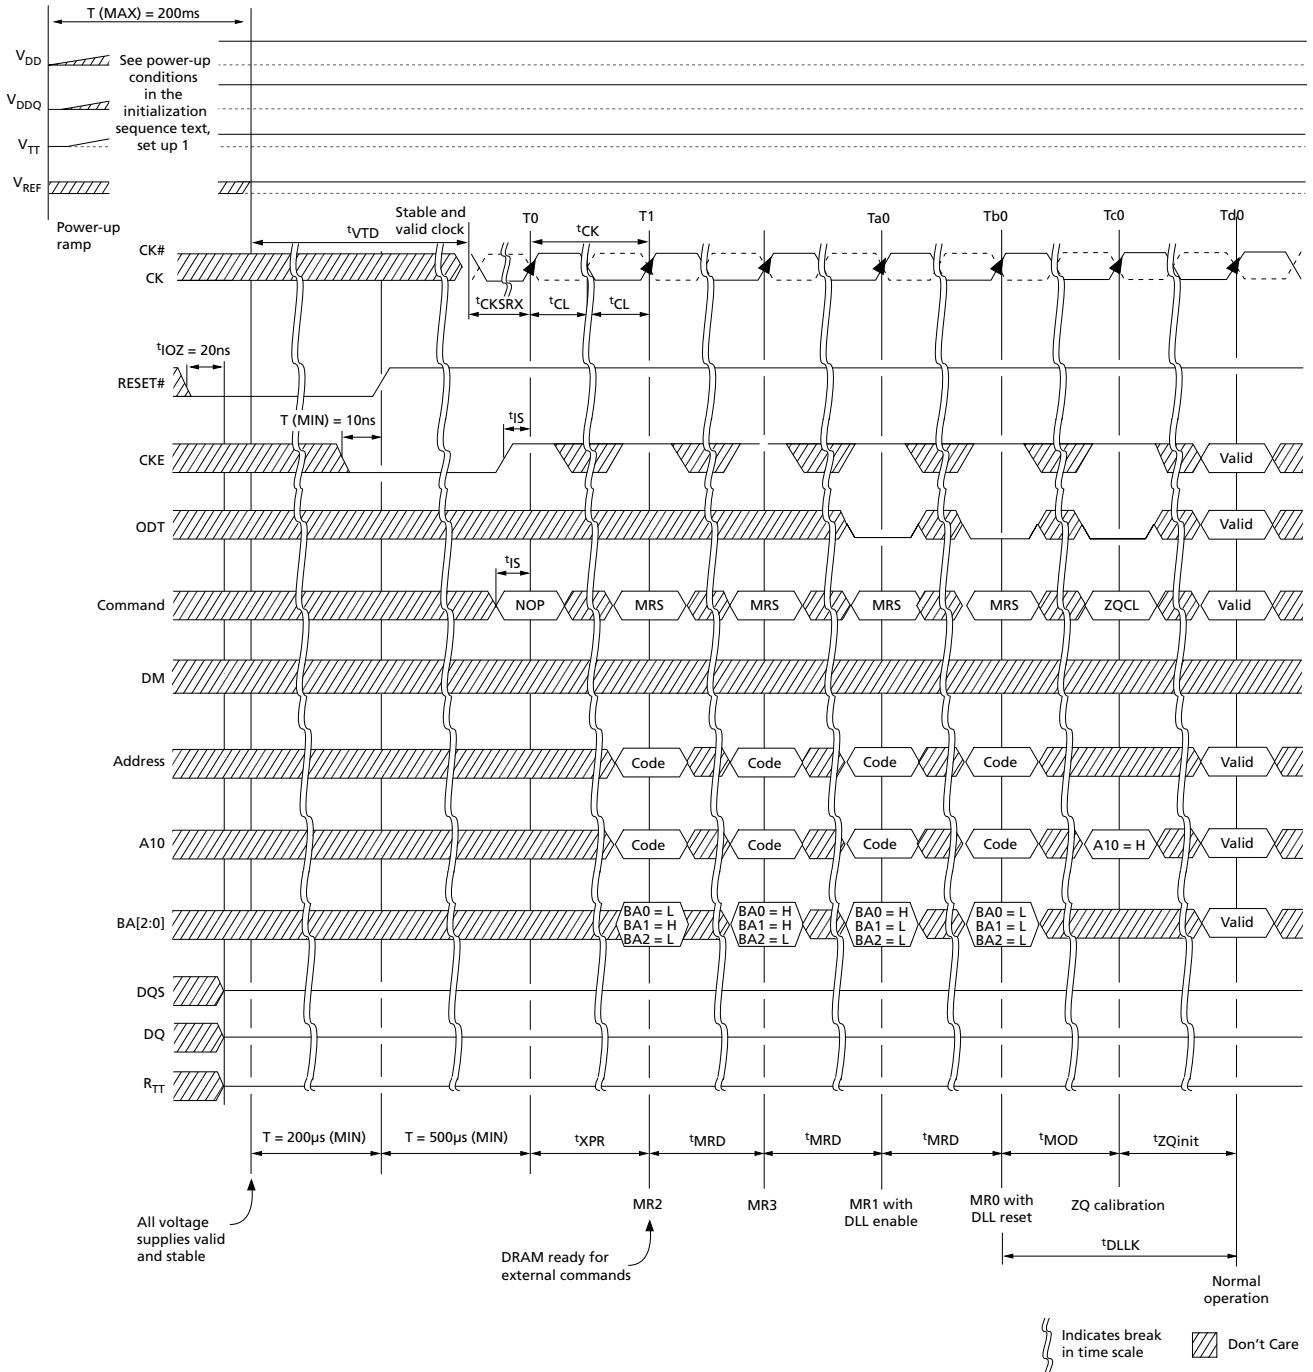 T (MAX) = 200ms
VDD
See power-up
conditions
in the
initialization
sequence text,
set up 1
VDDQ
VTT
VREF
Power-up
ramp
Stable and
valid clock
T0
T1
Ta0
Tb0
Tc0
Td0
tVTD
tCK
CK#
CK
tCKSRX
tCL
tCL
tIOZ = 20ns
RESET#
T (MIN) = 10ns
tIS
CKE
Valid
ODT
Valid
tIS
Command
NOP
MRS
MRS
MRS
MRS
ZQCL
Valid
DM
Address
Code
Code
Code
Code
Valid
A10
Code
Code
Code
Code
A10 = H
Valid
BA[2:0]
BA0 = L
BA1 = H
BA2 = L
BA0 = H
BA1 = H
BA2 = L
BA0 = H
BA1 = L
BA2 = L
BA0 = L
BA1 = L
BA2 = L
Valid
DQS
DQ
RTT
T = 200µs (MIN)
T = 500µs (MIN)
tXPR
tMRD
tMRD
tMRD
tMOD
tZQinit
All voltage
supplies valid
and stable
MR2
MR3
MR1 with
DLL enable
MR0 with
DLL reset
ZQ calibration
DRAM ready for
external commands
tDLLK
Normal
operation
Indicates break
in time scale
Don't Care